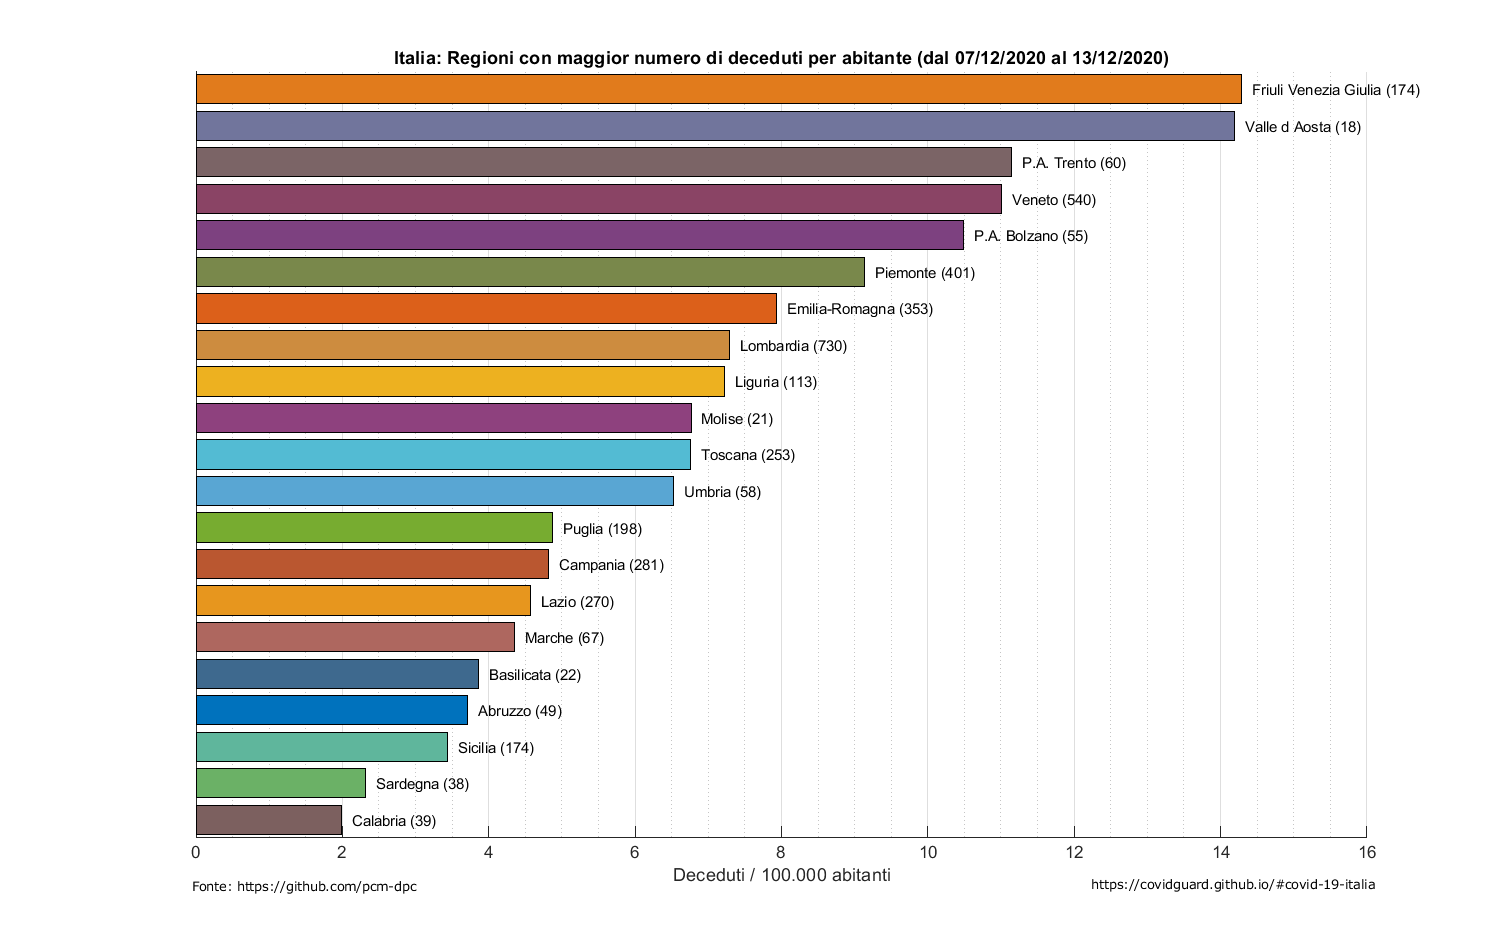 Italia: Regioni con maggior numero di deceduti per abitante (dal 07/12/2020 al 13/12/2020)
Friuli Venezia Giulia (174)
Valle d Aosta (18)
P.A. Trento (60)
Veneto (540)
P.A. Bolzano (55)
Piemonte (401)
Emilia-Romagna (353)
Lombardia (730)
Liguria (113)
Molise (21)
Toscana (253)
Umbria (58)
Puglia (198)
Campania (281)
Lazio (270)
Marche (67)
Basilicata (22)
Abruzzo (49)
Sicilia (174)
Sardegna (38)
Calabria (39)
0 2 4 6 8 10 12 14 16
Deceduti / 100.000 abitanti
Fonte: https://github.com/pcm-dpc
https://covidguard.github.io/#covid-19-italia